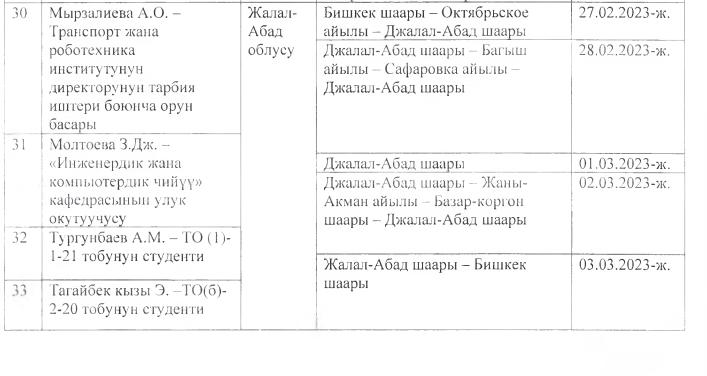 30
Мырзалиева А.О. –
Транспорт жана
роботехника
институтунун
директорунун тарбия
иштери боюнча орун
басары
31
Молтоева З.Дж. –
«Инженердик жана
компьютердик чийүү»
кафедрасынын улук
окутуучусу
32
Тургунбаев А.М. – ТО (1)-
1-21 тобунун студенти
33
Тагайбек кызы Э. –ТО(б)-
2-20 тобунун студенти
Жалал-
Абад
облусу
Бишкек шаары – Октябрьское
айылы – Джалал-Абад шаары
27.02.2023-ж.
Джалал-Абад шаары – Багыш
айылы – Сафаровка айылы –
Джалал-Абад шаары
28.02.2023-ж.
Джалал-Абад шаары
01.03.2023-ж.
Джалал-Абад шаары – Жаны-
Акман айылы – Базар-коргон
шаары – Джалал-Абад шаары
02.03.2023-ж.
Жалал-Абад шаары – Бишкек
шаары
03.03.2023-ж.